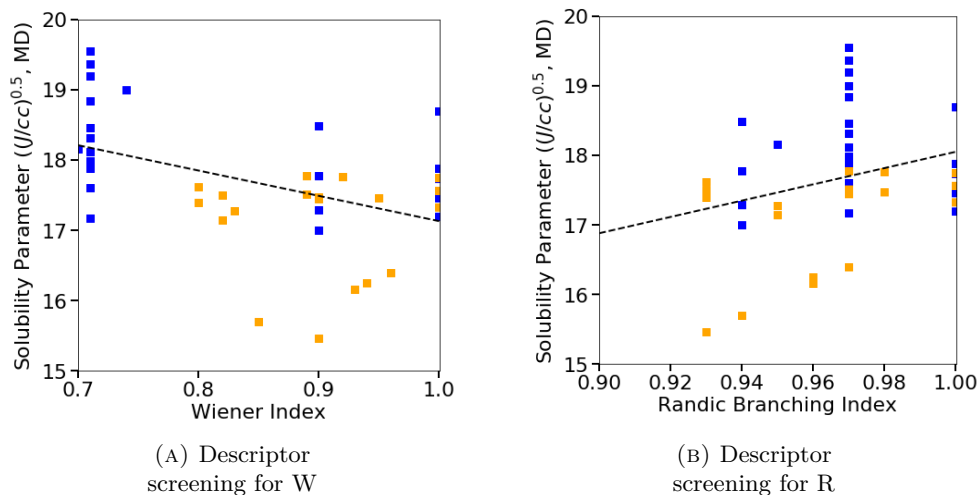 20
19
18
17
16
15
Solubility Parameter ((J/cc)^0.5, MD)
0.7 0.8 0.9 1.0
Wiener Index
(A) Descriptor
screening for W
20
19
18
17
16
15
Solubility Parameter ((J/cc)^0.5, MD)
0.90 0.92 0.94 0.96 0.98 1.00
Randic Branching Index
(B) Descriptor
screening for R